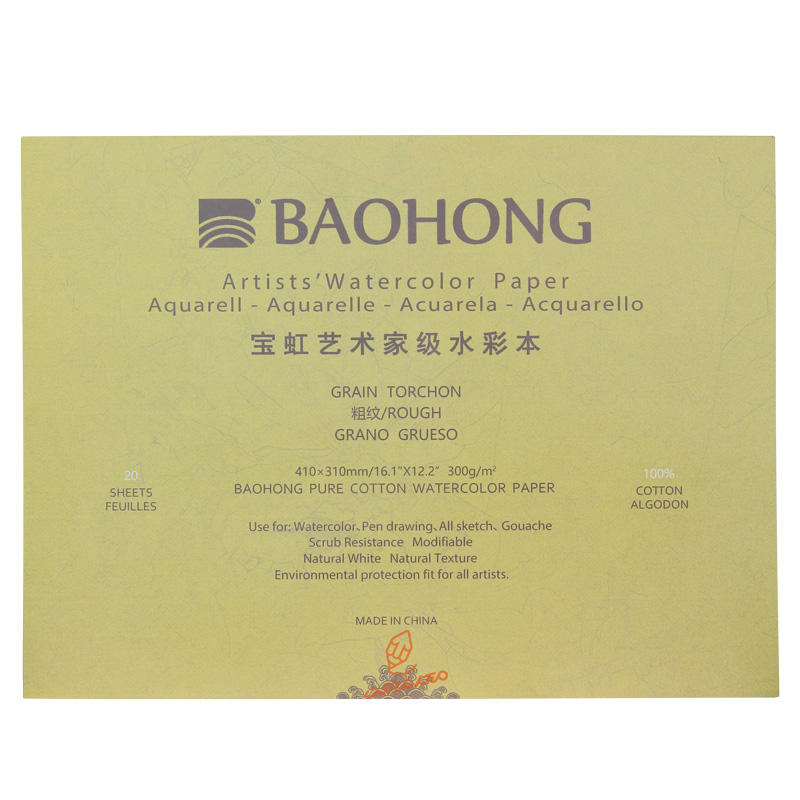 BAOHONG
Artists' Watercolor Paper
Aquarell - Aquarelle - Acuarela - Acquarello
宝虹艺术家级水彩本
GRAIN TORCHON
粗纹/ROUGH
GRANO GRUESO
410×310mm/16.1"X12.2" 300g/m²
BAOHONG PURE COTTON WATERCOLOR PAPER
20
SHEETS
FEUILLES
100%
COTTON
ALGODON
Use for: Watercolor、Pen drawing、All sketch、Gouache
Scrub Resistance Modifiable
Natural White Natural Texture
Environmental protection fit for all artists.
MADE IN CHINA